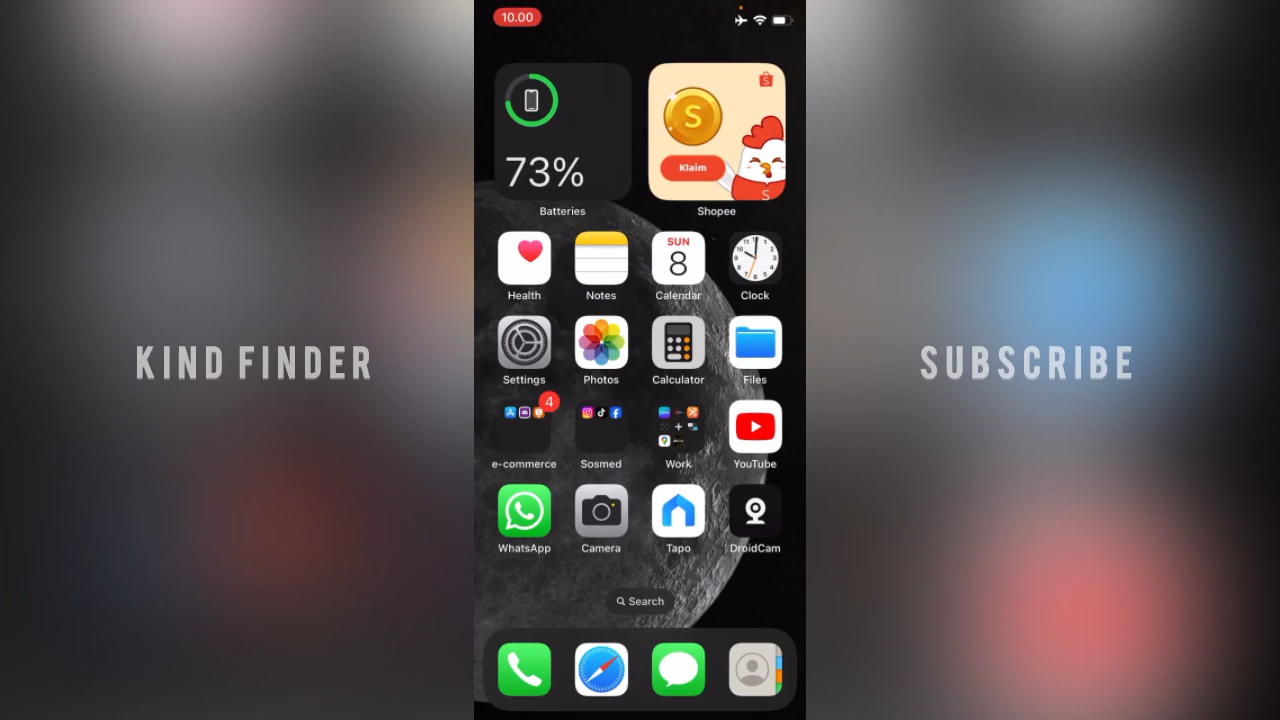 10.00
S
Klaim
S
73%
Batteries
Shopee
SUN
8
Health
Notes
Calendar
Clock
KIND FINDER
SUBSCRIBE
Settings
Photos
Calculator
Files
4
e-commerce
Sosmed
Work
YouTube
WhatsApp
Camera
Tapo
DroidCam
Search